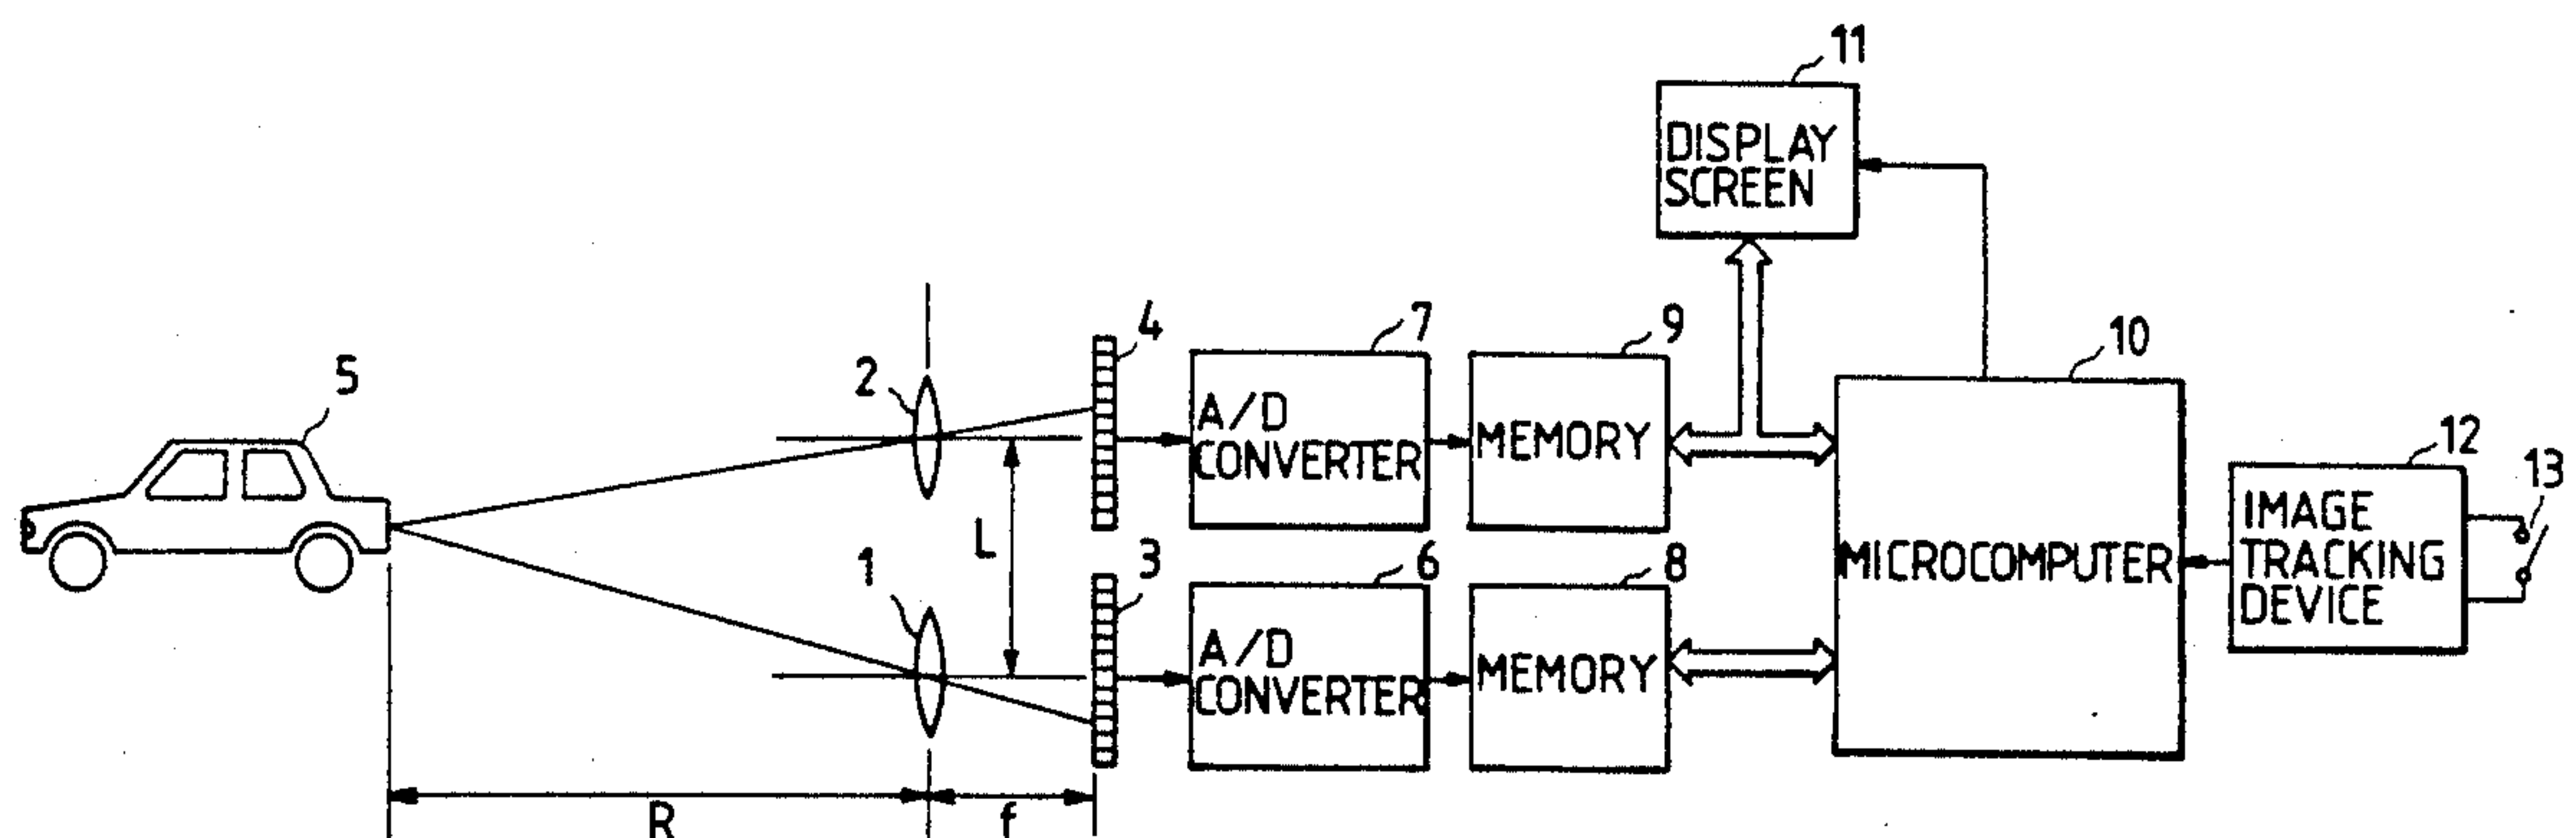 11
DISPLAY
SCREEN
5
2
4
7
A/D
CONVERTER
9
MEMORY
10
MICROCOMPUTER
12
IMAGE
TRACKING
DEVICE
13
L
1
3
6
A/D
CONVERTER
8
MEMORY
R
f